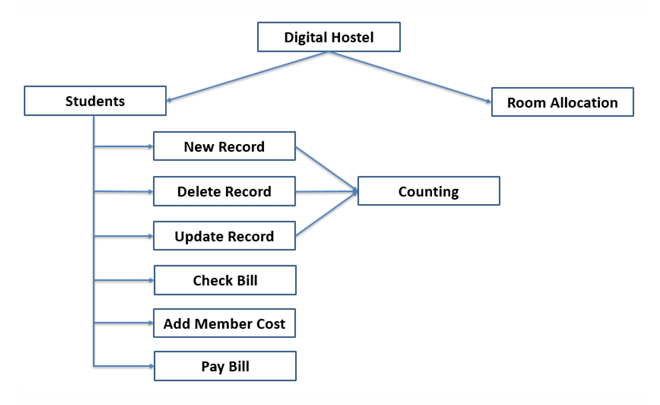 Digital Hostel
Students
Room Allocation
New Record
Delete Record
Counting
Update Record
Check Bill
Add Member Cost
Pay Bill